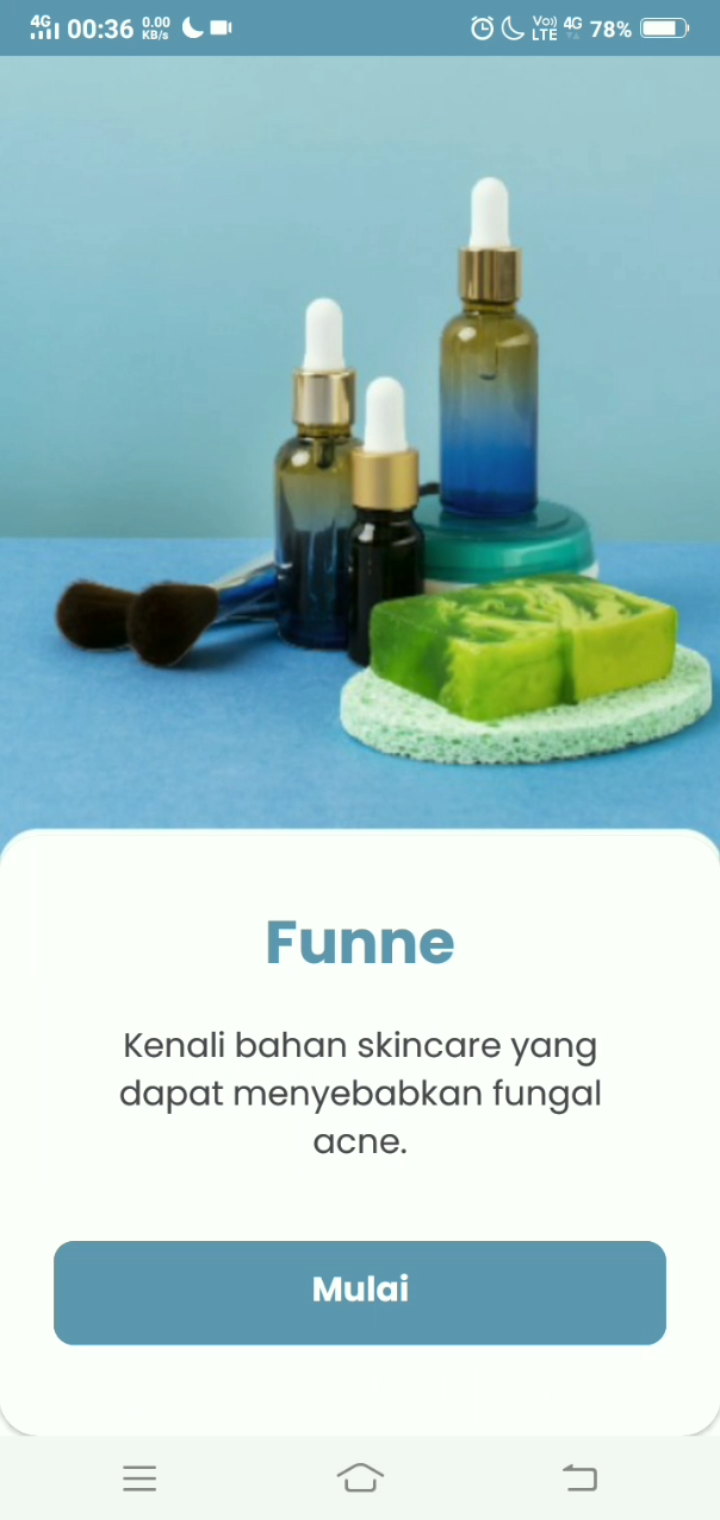 4G 00:36 0.00 KB/s Vo)) LTE 4G 78%
Funne
Kenali bahan skincare yang
dapat menyebabkan fungal
acne.
Mulai